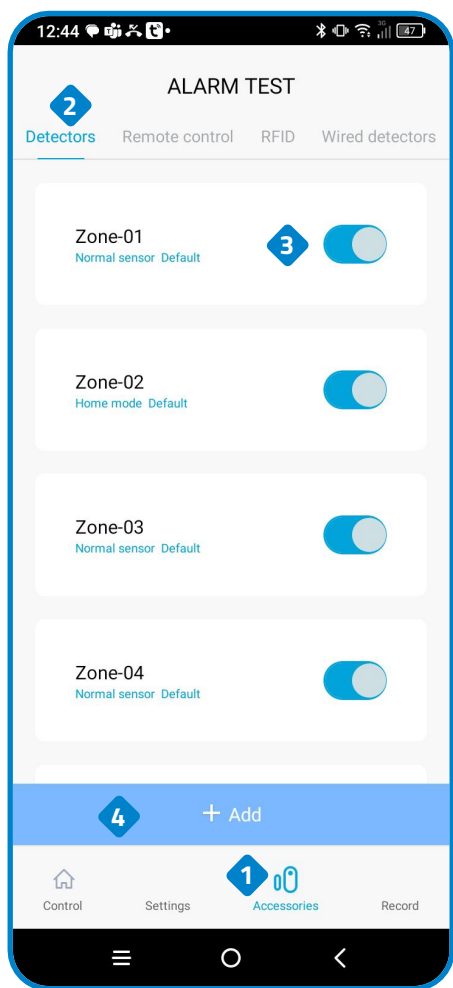 12:44
3G
47
ALARM TEST
2
Detectors Remote control RFID Wired detectors
Zone-01
Normal sensor Default
3
Zone-02
Home mode Default
Zone-03
Normal sensor Default
Zone-04
Normal sensor Default
4
+ Add
1
Control Settings Accessories Record